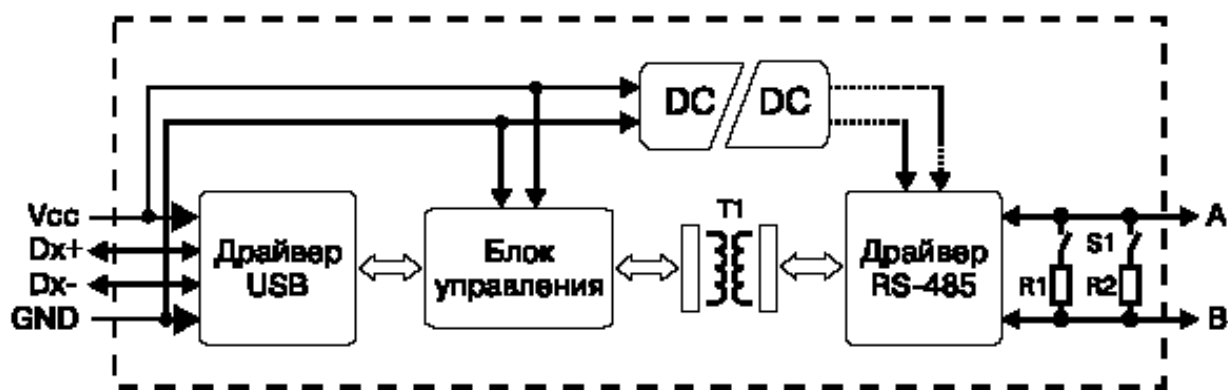 DC DC
Vcc
Dx+
Dx-
GND
Драйвер
USB
Блок
управления
T1
Драйвер
RS-485
S1
R1
R2
A
B